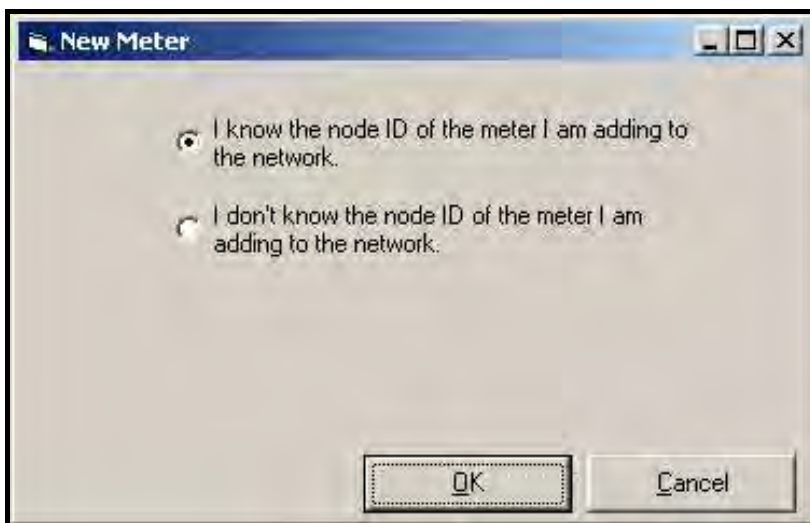 New Meter
I know the node ID of the meter I am adding to
the network.
I don't know the node ID of the meter I am
adding to the network.
OK
Cancel